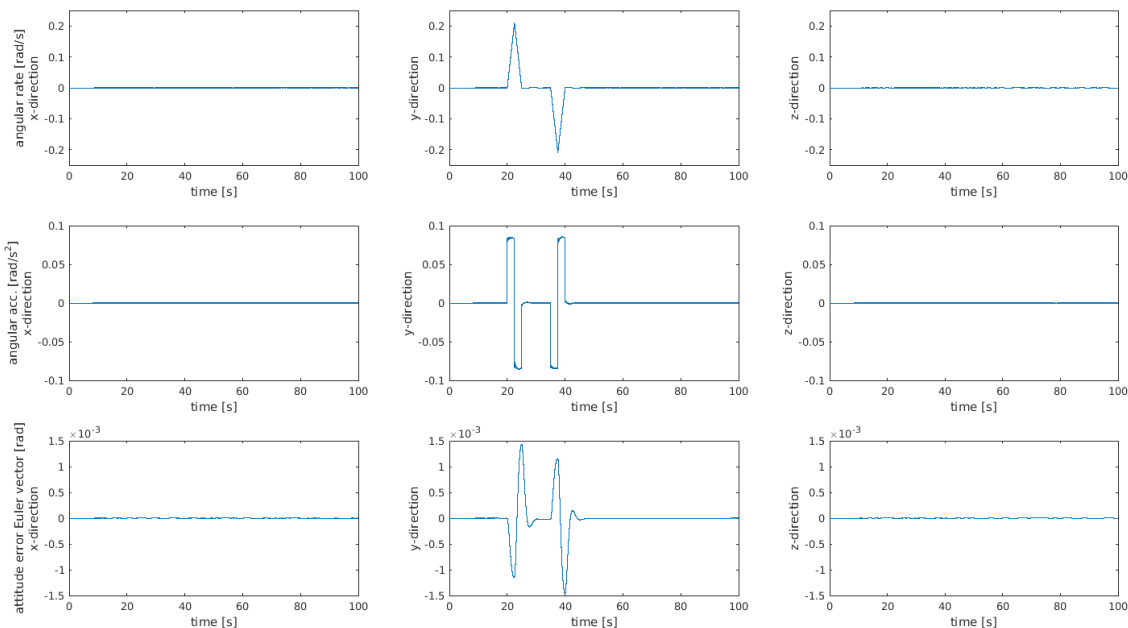 angular rate [rad/s]
x-direction
0.2
0.1
0
-0.1
-0.2
0 20 40 60 80 100
time [s]
y-direction
0.2
0.1
0
-0.1
-0.2
0 20 40 60 80 100
time [s]
z-direction
0.2
0.1
0
-0.1
-0.2
0 20 40 60 80 100
time [s]
angular acc. [rad/s²]
x-direction
0.1
0.05
0
-0.05
-0.1
0 20 40 60 80 100
time [s]
y-direction
0.1
0.05
0
-0.05
-0.1
0 20 40 60 80 100
time [s]
z-direction
0.1
0.05
0
-0.05
-0.1
0 20 40 60 80 100
time [s]
attitude error Euler vector [rad]
x-direction
×10⁻³
1.5
1
0.5
0
-0.5
-1
-1.5
0 20 40 60 80 100
time [s]
y-direction
×10⁻³
1.5
1
0.5
0
-0.5
-1
-1.5
0 20 40 60 80 100
time [s]
z-direction
×10⁻³
1.5
1
0.5
0
-0.5
-1
-1.5
0 20 40 60 80 100
time [s]